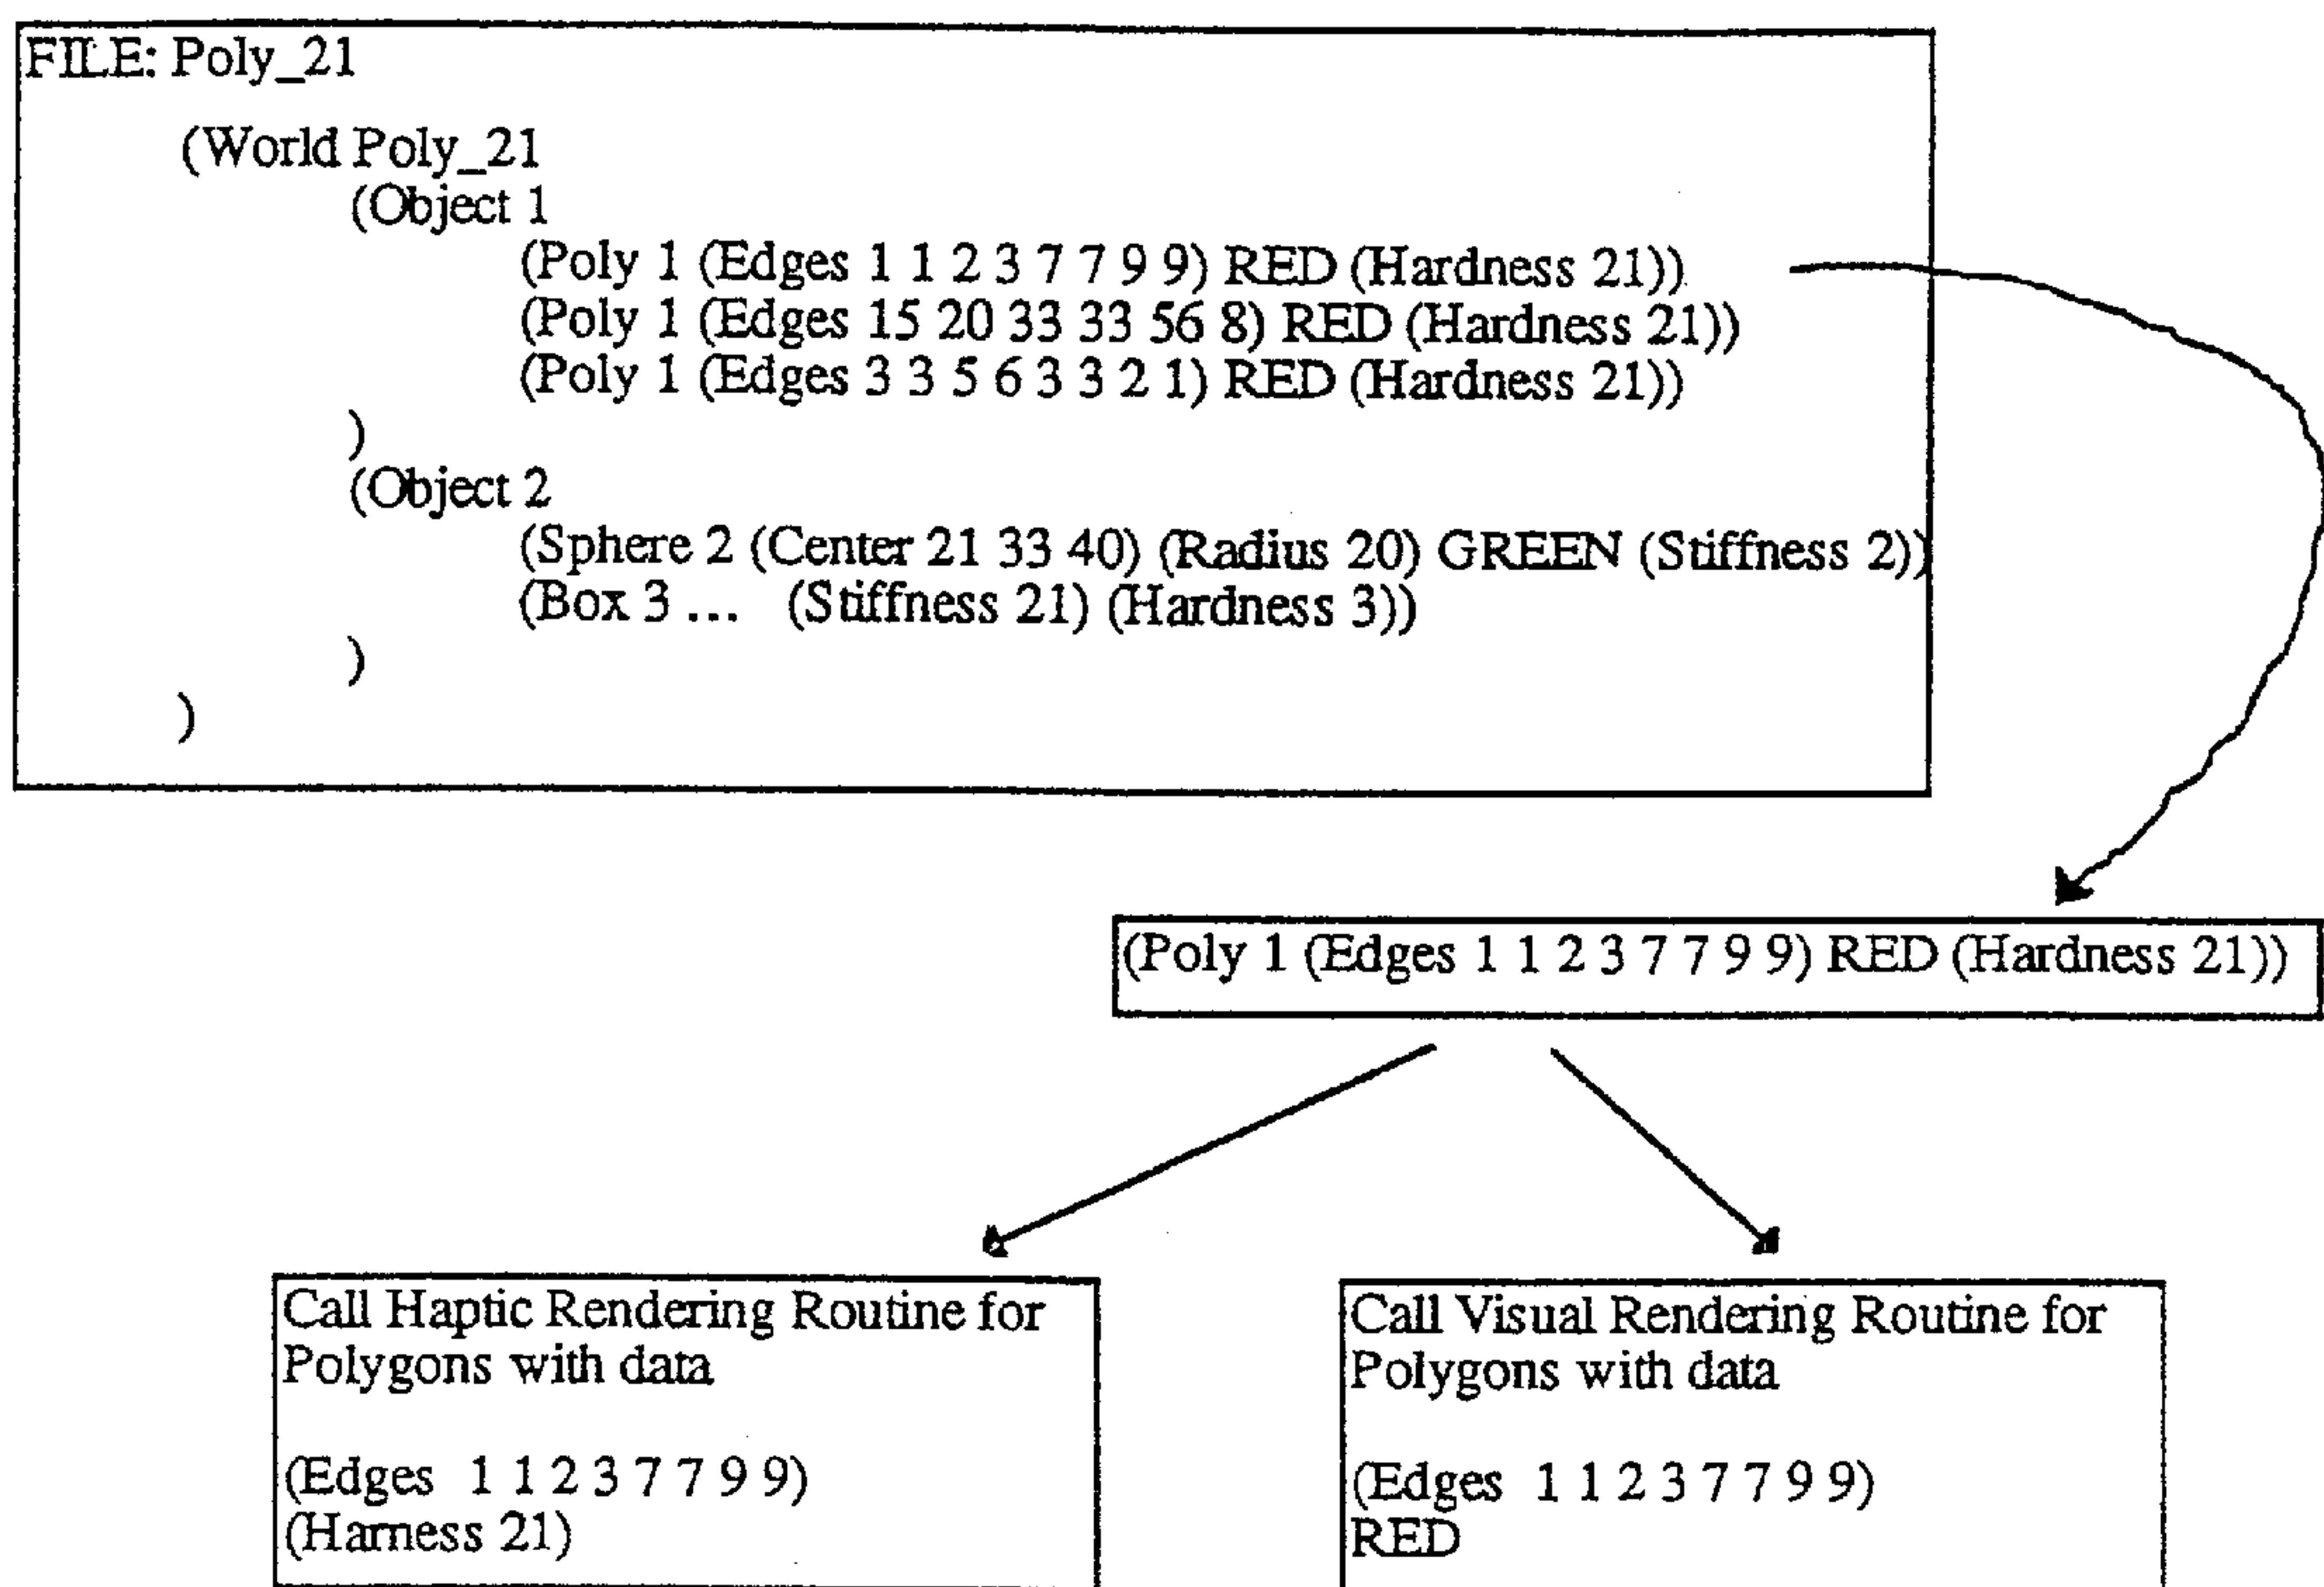 FILE: Poly_21
(World Poly_21
(Object 1
(Poly 1 (Edges 1 1 2 3 7 7 9 9) RED (Hardness 21))
(Poly 1 (Edges 15 20 33 33 56 8) RED (Hardness 21))
(Poly 1 (Edges 3 3 5 6 3 3 2 1) RED (Hardness 21))
)
(Object 2
(Sphere 2 (Center 21 33 40) (Radius 20) GREEN (Stiffness 2))
(Box 3 ... (Stiffness 21) (Hardness 3))
)
)
(Poly 1 (Edges 1 1 2 3 7 7 9 9) RED (Hardness 21))
Call Haptic Rendering Routine for
Polygons with data
(Edges 1 1 2 3 7 7 9 9)
(Harness 21)
Call Visual Rendering Routine for
Polygons with data
(Edges 1 1 2 3 7 7 9 9)
RED